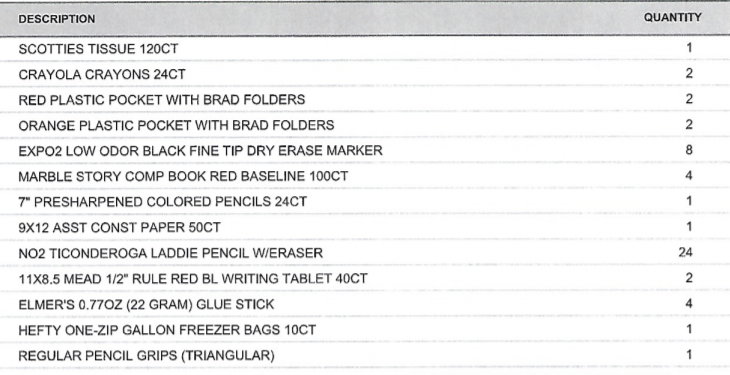 DESCRIPTION QUANTITY
SCOTTIES TISSUE 120CT 1
CRAYOLA CRAYONS 24CT 2
RED PLASTIC POCKET WITH BRAD FOLDERS 2
ORANGE PLASTIC POCKET WITH BRAD FOLDERS 2
EXPO2 LOW ODOR BLACK FINE TIP DRY ERASE MARKER 8
MARBLE STORY COMP BOOK RED BASELINE 100CT 4
7" PRESHARPENED COLORED PENCILS 24CT 1
9X12 ASST CONST PAPER 50CT 1
NO2 TICONDEROGA LADDIE PENCIL W/ERASER 24
11X8.5 MEAD 1/2" RULE RED BL WRITING TABLET 40CT 2
ELMER'S 0.77OZ (22 GRAM) GLUE STICK 4
HEFTY ONE-ZIP GALLON FREEZER BAGS 10CT 1
REGULAR PENCIL GRIPS (TRIANGULAR) 1